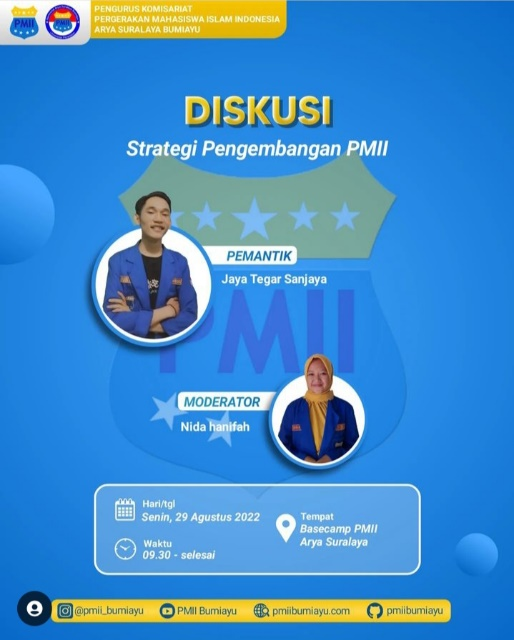 PENGURUS KOMISARIAT
PERGERAKAN MAHASISWA ISLAM INDONESIA
ARYA SURALAYA BUMIAYU
PMII
DISKUSI
Strategi Pengembangan PMII
PEMANTIK
Jaya Tegar Sanjaya
PMII
MODERATOR
Nida hanifah
Hari/tgl
Senin, 29 Agustus 2022
Waktu
09.30 - selesai
Tempat
Basecamp PMII
Arya Suralaya
@pmii_bumiayu
PMII Bumiayu
pmiibumiayu.com
pmiibumiayu